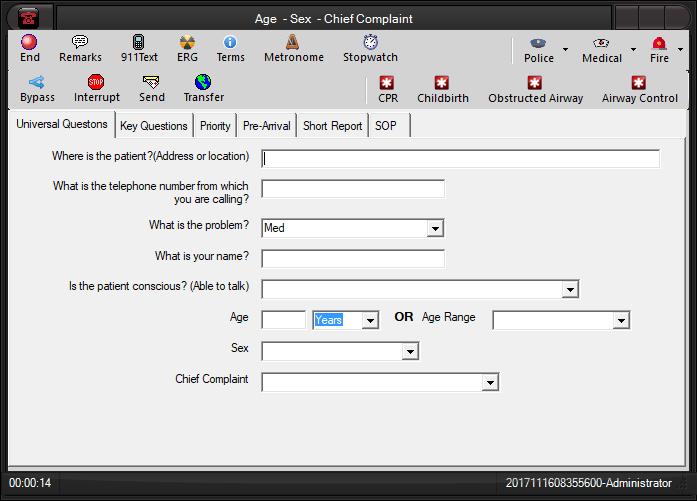 Age - Sex - Chief Complaint
End Remarks 911Text ERG Terms Metronome Stopwatch Police Medical Fire
STOP
Bypass Interrupt Send Transfer CPR Childbirth Obstructed Airway Airway Control
Universal Questons Key Questions Priority Pre-Arrival Short Report SOP
Where is the patient?(Address or location)
What is the telephone number from which
you are calling?
What is the problem? Med
What is your name?
Is the patient conscious? (Able to talk)
Age Years OR Age Range
Sex
Chief Complaint
00:00:14 2017111608355600-Administrator